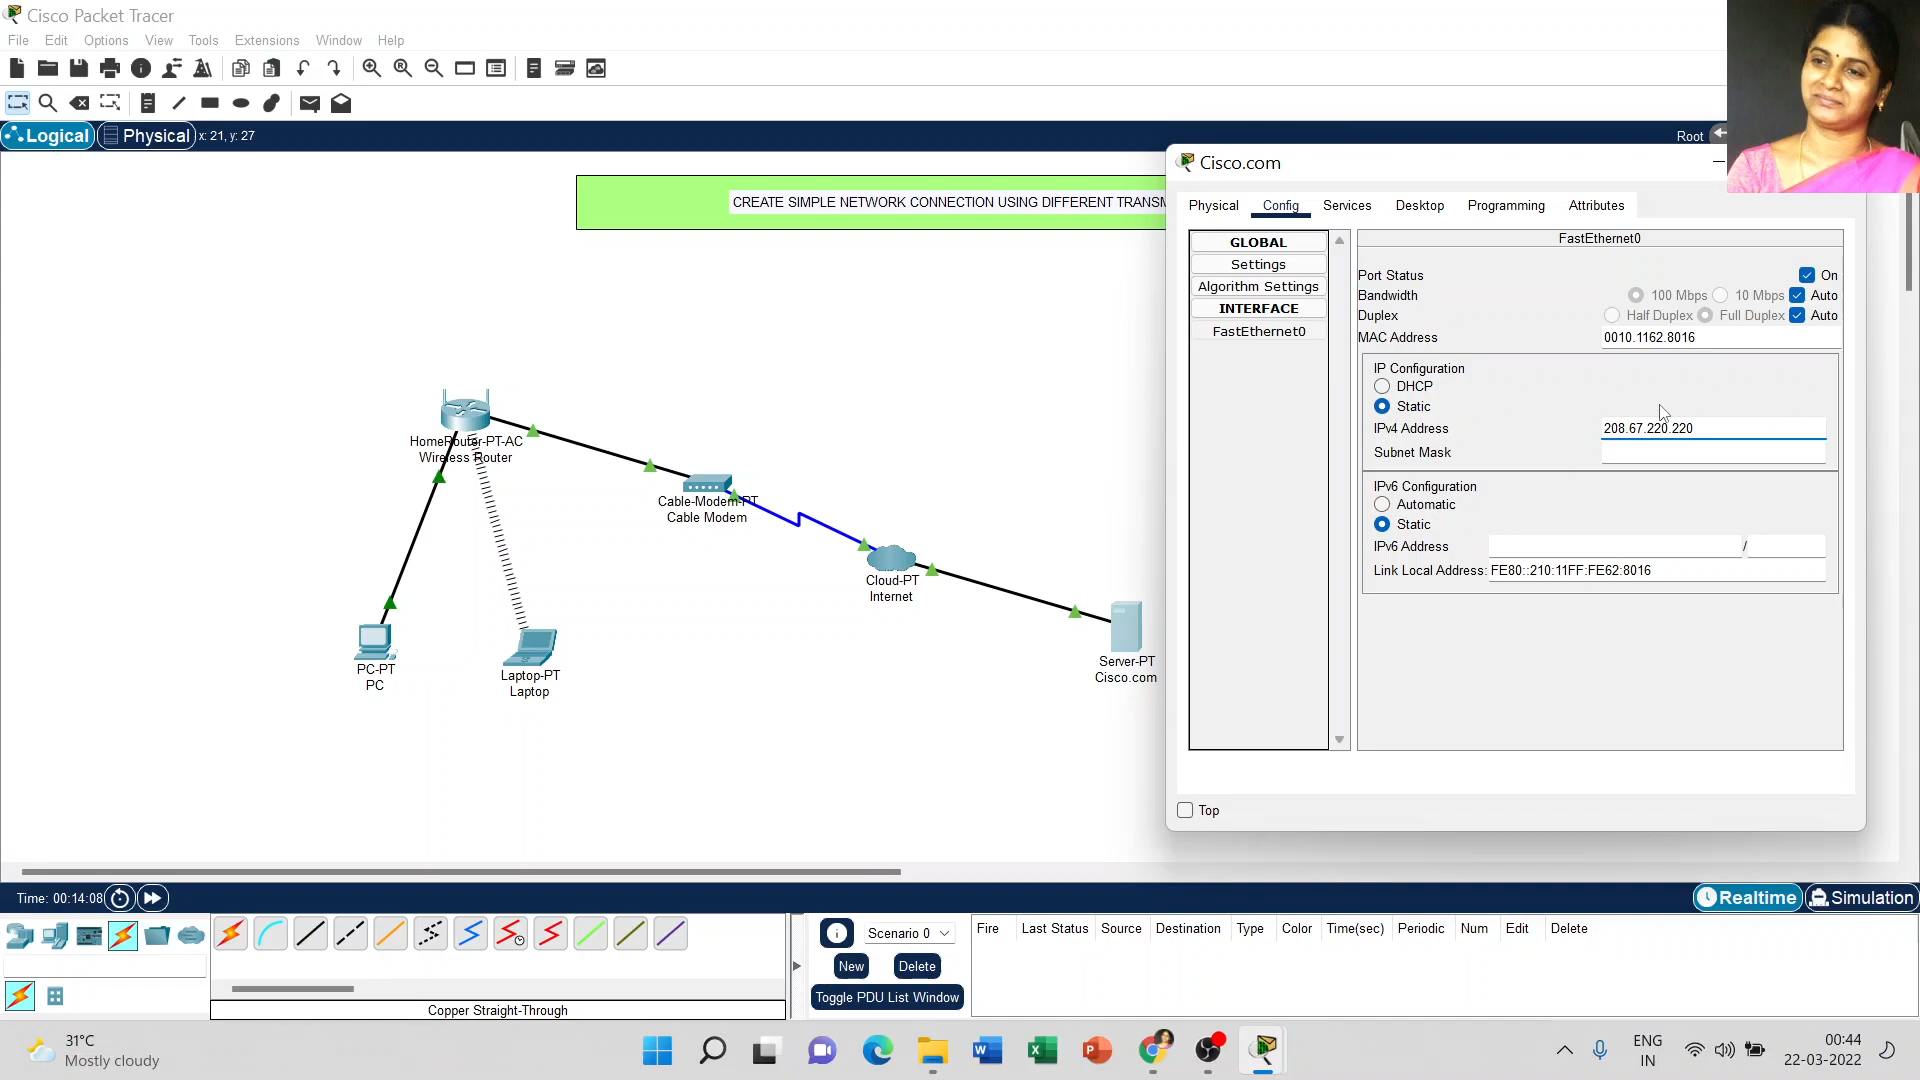 Cisco Packet Tracer
File Edit Options View Tools Extensions Window Help
Logical Physical x: 21, y: 27
Root
CREATE SIMPLE NETWORK CONNECTION USING DIFFERENT TRANSM
HomeRouter-PT-AC
Wireless Router
Cable-Modem-PT
Cable Modem
Cloud-PT
Internet
Server-PT
Cisco.com
PC-PT
PC
Laptop-PT
Laptop
Cisco.com
Physical Config Services Desktop Programming Attributes
GLOBAL
Settings
Algorithm Settings
INTERFACE
FastEthernet0
FastEthernet0
Port Status On
Bandwidth 100 Mbps 10 Mbps Auto
Duplex Half Duplex Full Duplex Auto
MAC Address 0010.1162.8016
IP Configuration
DHCP
Static
IPv4 Address 208.67.220.220
Subnet Mask
IPv6 Configuration
Automatic
Static
IPv6 Address /
Link Local Address: FE80::210:11FF:FE62:8016
Top
Time: 00:14:08
Realtime Simulation
Scenario 0
New Delete
Toggle PDU List Window
Fire Last Status Source Destination Type Color Time(sec) Periodic Num Edit Delete
Copper Straight-Through
31°C
Mostly cloudy
ENG
IN
00:44
22-03-2022